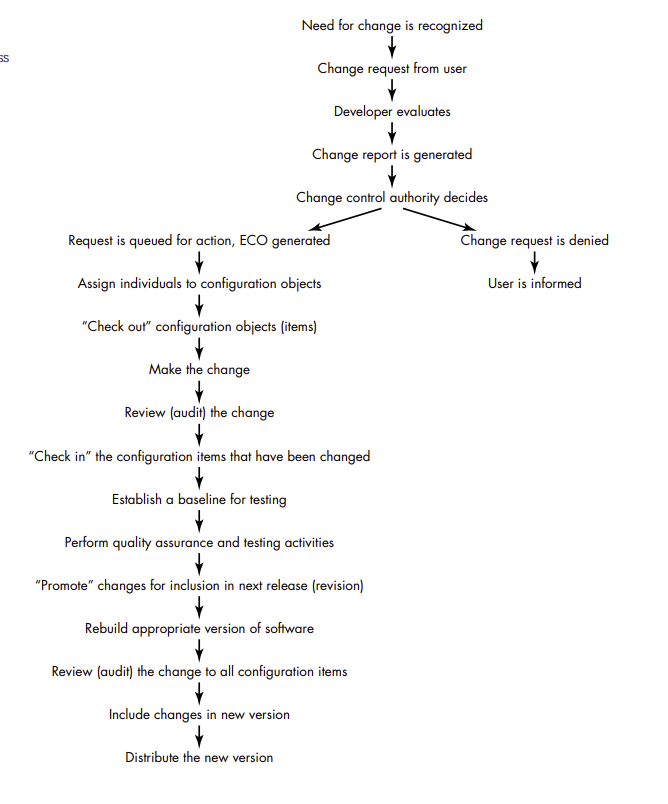 ss
Need for change is recognized
Change request from user
Developer evaluates
Change report is generated
Change control authority decides
Request is queued for action, ECO generated
Change request is denied
Assign individuals to configuration objects
User is informed
“Check out” configuration objects (items)
Make the change
Review (audit) the change
“Check in” the configuration items that have been changed
Establish a baseline for testing
Perform quality assurance and testing activities
“Promote” changes for inclusion in next release (revision)
Rebuild appropriate version of software
Review (audit) the change to all configuration items
Include changes in new version
Distribute the new version